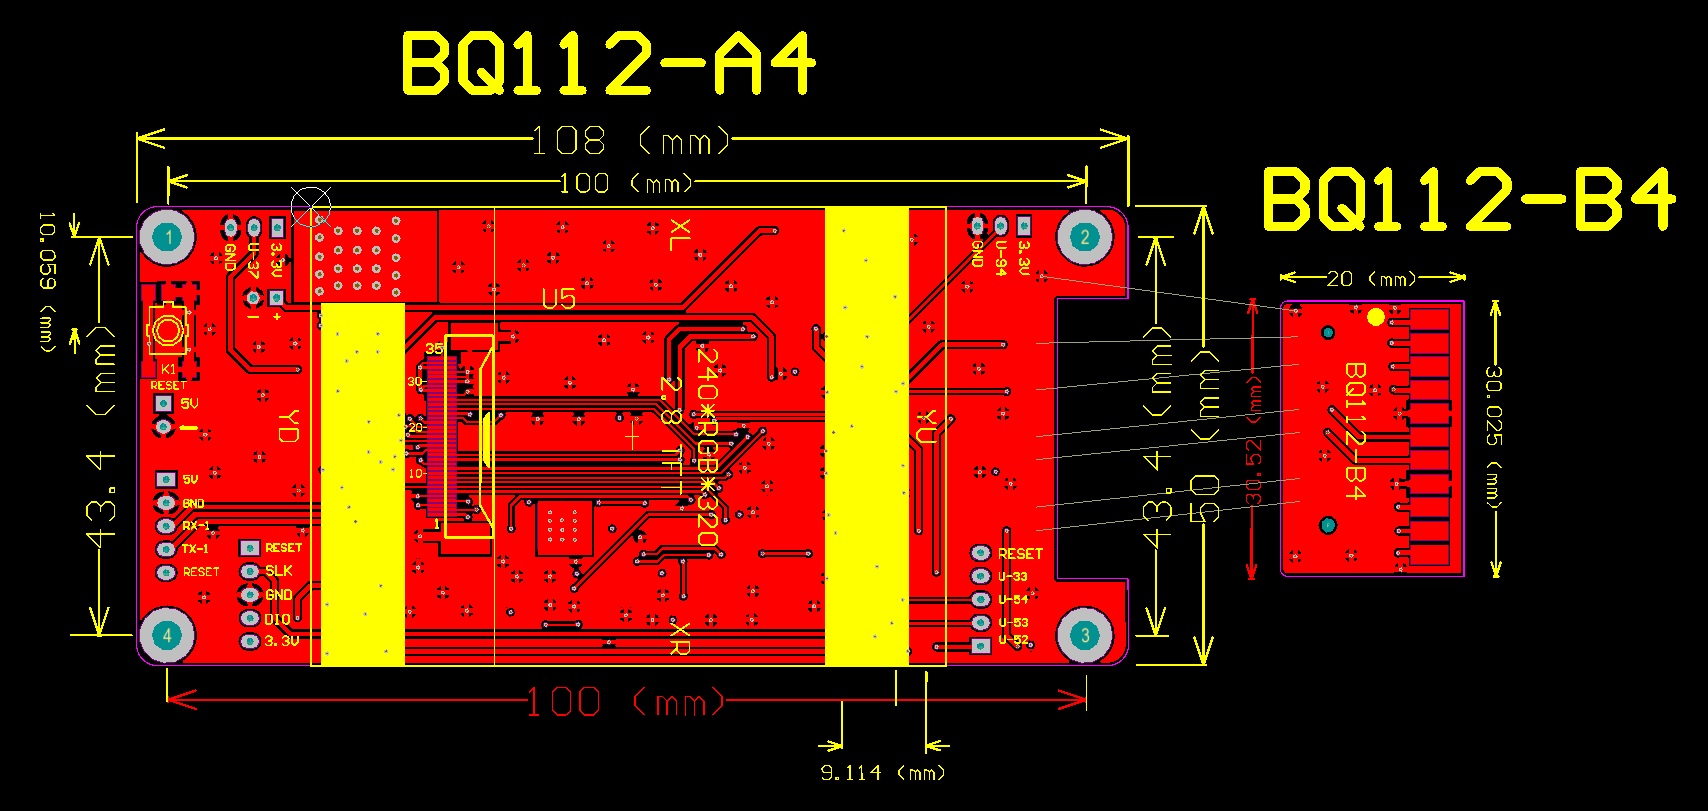 BQ112-A4
108 (mm)
100 (mm)
BQ112-B4
10.059 (mm)
1
2
GND
U-37
3.3V
XL
GND
U-94
3.3V
20 (mm)
- +
U5
K1
RESET
35
30
20
10
1
5V
YD
2.8 TFT
240*RGB*320
YU
43.4 (mm)
43.4 (mm)
50 (mm)
30.52 (mm)
BQ112-B4
30.025 (mm)
5V
GND
RX-1
TX-1
RESET
RESET
SLK
GND
DIO
3.3V
RESET
U-33
U-54
U-53
U-52
XR
4
3
100 (mm)
9.114 (mm)